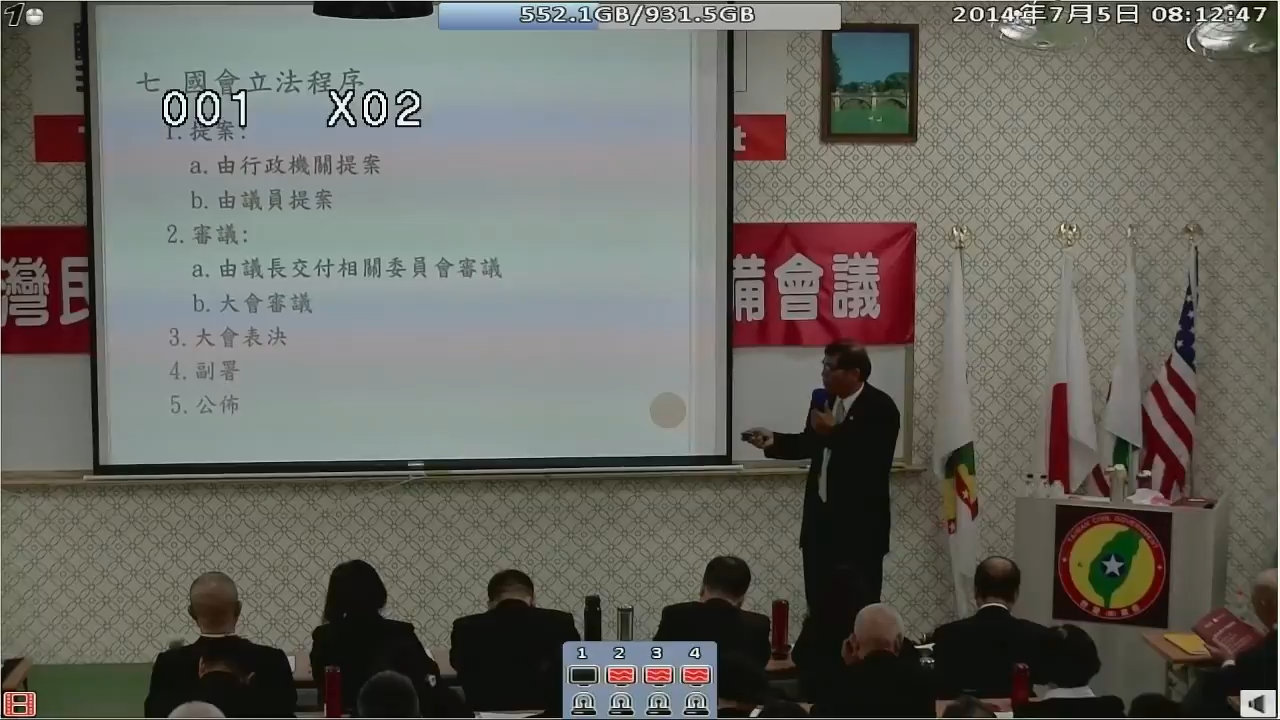 552.1GB/931.5GB
2014年7月5日 08:12:47
七 國會立法程序
001 X02
1. 提案:
a. 由行政機關提案
b. 由議員提案
2. 審議:
a. 由議長交付相關委員會審議
b. 大會審議
3. 大會表決
4. 副署
5. 公佈
灣民
備會議
TAIWAN CIVIL GOVERNMENT
1 2 3 4